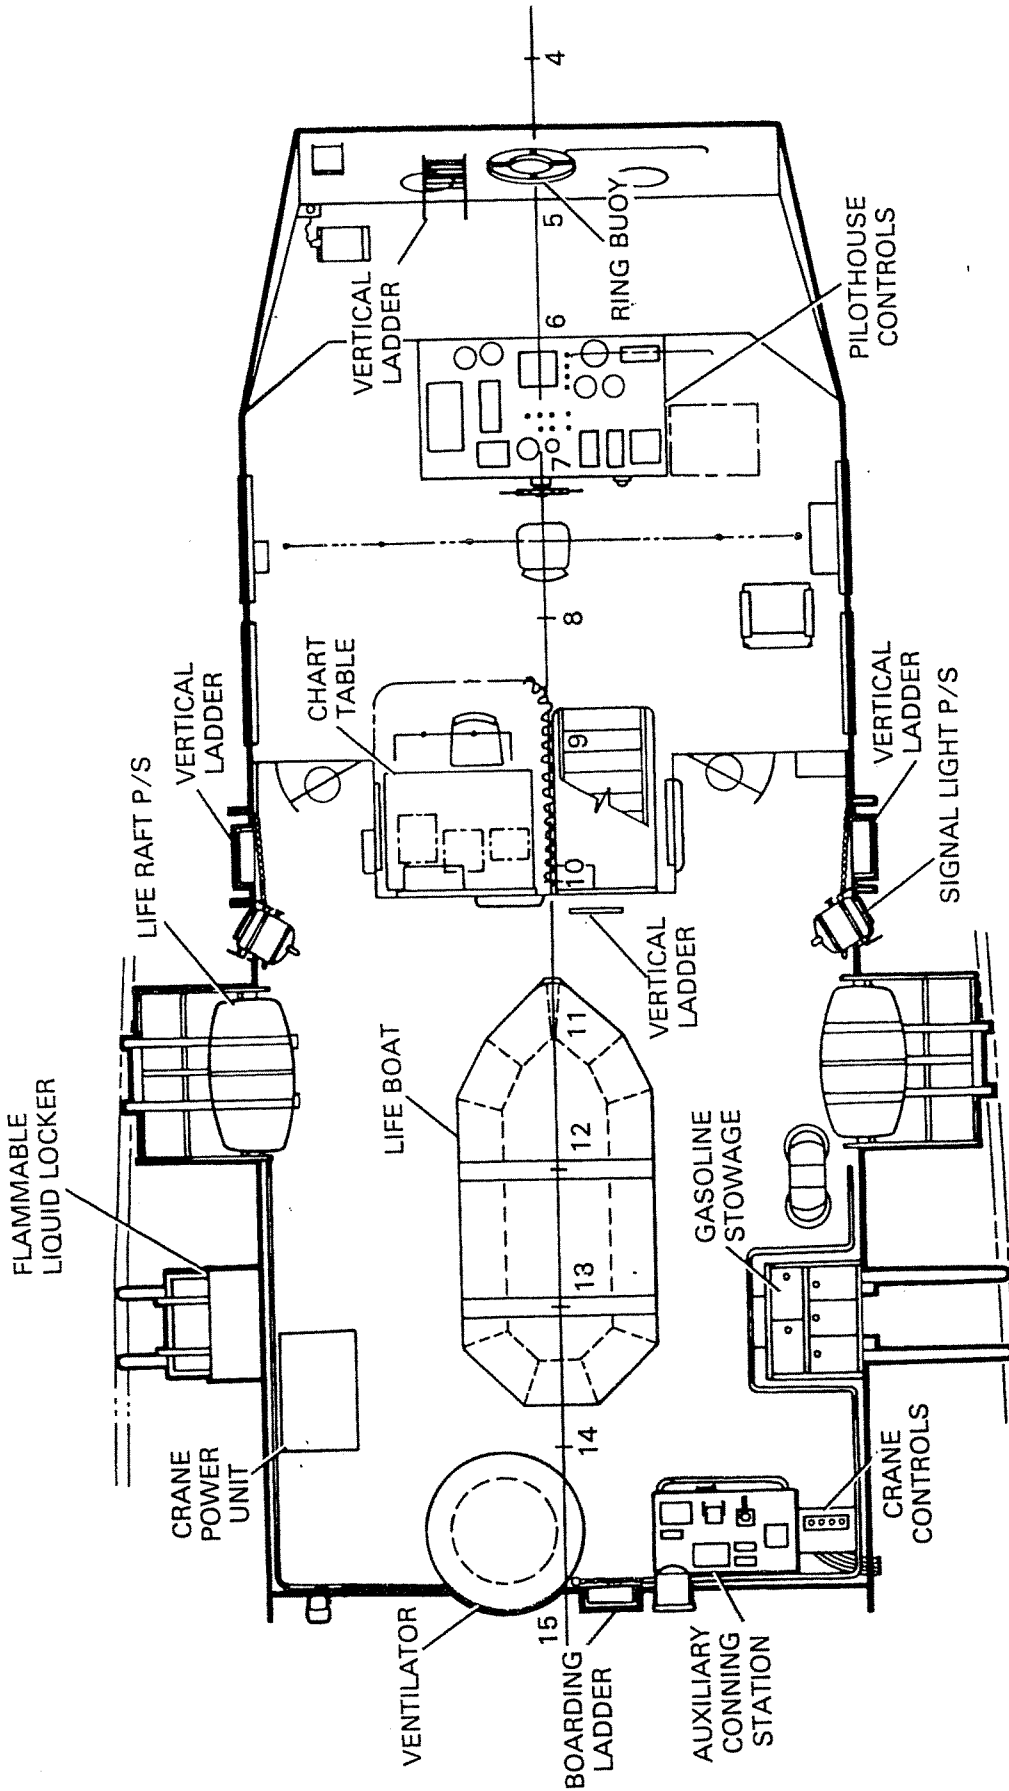 FLAMMABLE
LIQUID LOCKER
LIFE RAFT P/S
VERTICAL
LADDER
CHART
TABLE
VERTICAL
LADDER
CRANE
POWER
UNIT
LIFE BOAT
VENTILATOR
4
5
6
7
8
9
10
11
12
13
14
15
RING BUOY
BOARDING
LADDER
VERTICAL
LADDER
GASOLINE
STOWAGE
AUXILIARY
CONNING
STATION
PILOTHOUSE
CONTROLS
CRANE
CONTROLS
VERTICAL
LADDER
SIGNAL LIGHT P/S